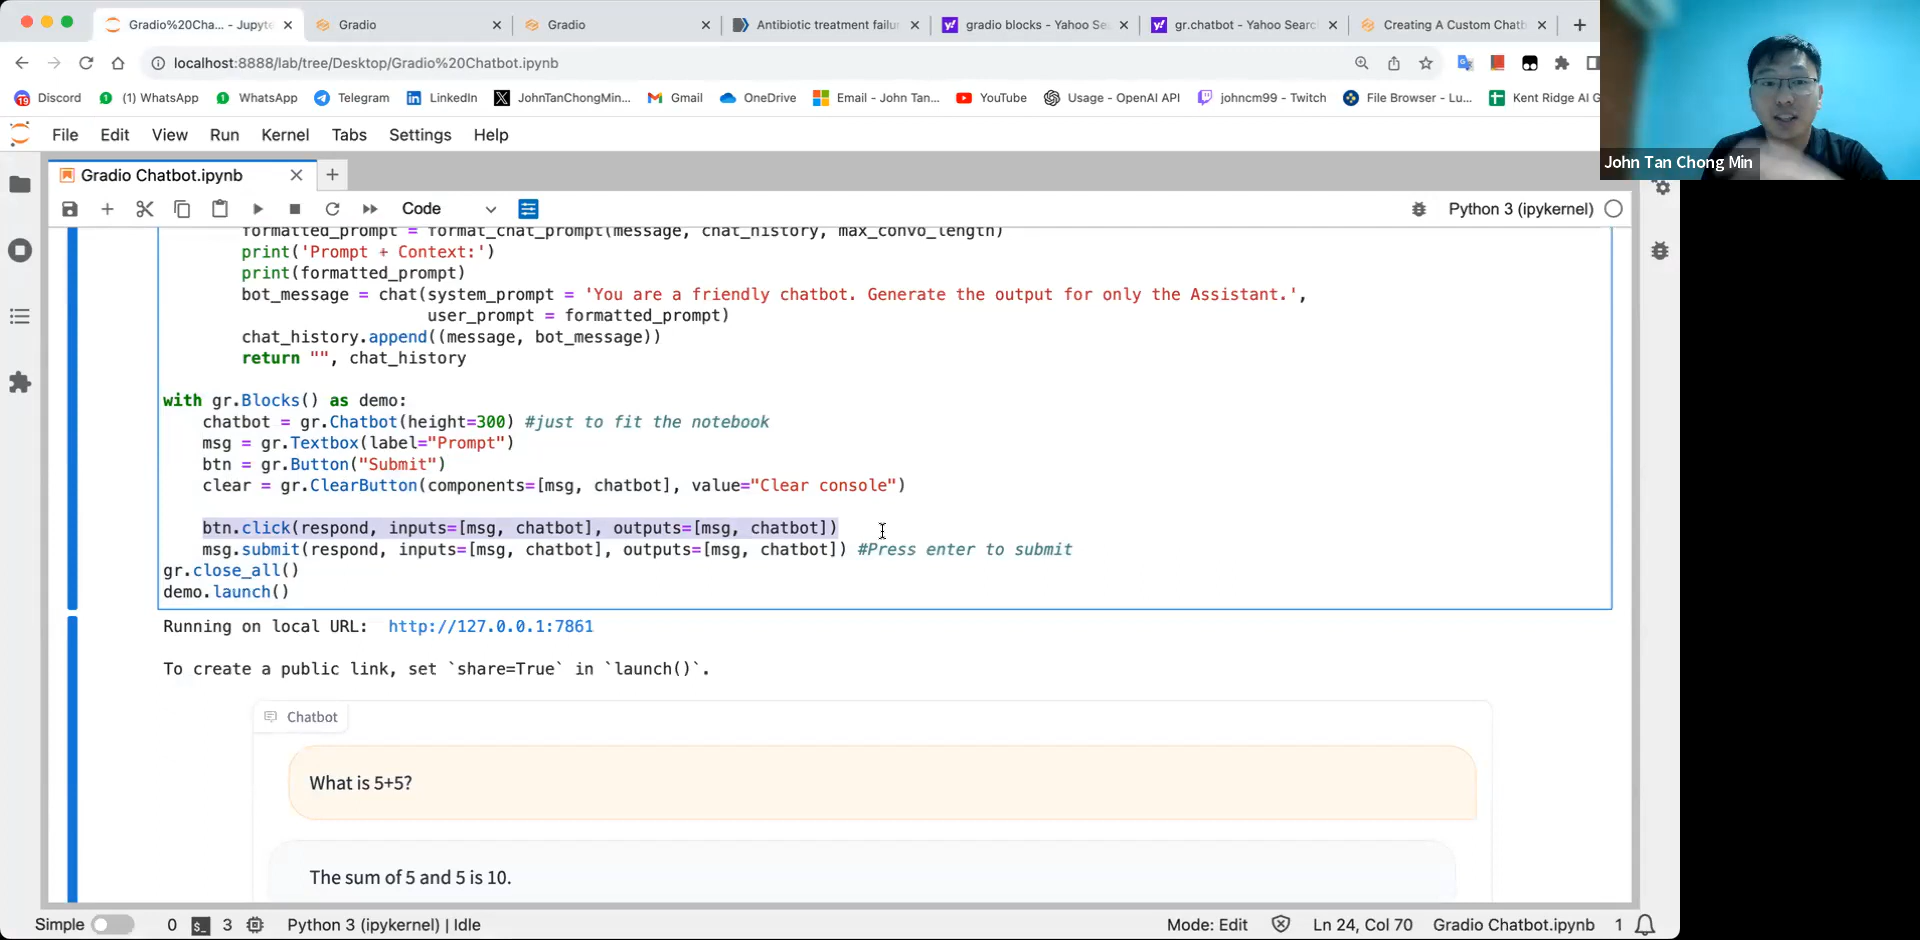 Gradio%20Cha... - Jupyte
Gradio
Gradio
Antibiotic treatment failur
gradio blocks - Yahoo Se
gr.chatbot - Yahoo Search
Creating A Custom Chatb
localhost:8888/lab/tree/Desktop/Gradio%20Chatbot.ipynb
19 Discord
1 (1) WhatsApp
1 WhatsApp
Telegram
LinkedIn
JohnTanChongMin...
Gmail
OneDrive
Email - John Tan...
YouTube
Usage - OpenAI API
johncm99 - Twitch
File Browser - Lu...
Kent Ridge AI G
John Tan Chong Min
File Edit View Run Kernel Tabs Settings Help
Gradio Chatbot.ipynb
Code
Python 3 (ipykernel)
formatted_prompt = format_chat_prompt(message, chat_history, max_convo_length)
print('Prompt + Context:')
print(formatted_prompt)
bot_message = chat(system_prompt = 'You are a friendly chatbot. Generate the output for only the Assistant.',
user_prompt = formatted_prompt)
chat_history.append((message, bot_message))
return "", chat_history
with gr.Blocks() as demo:
chatbot = gr.Chatbot(height=300) #just to fit the notebook
msg = gr.Textbox(label="Prompt")
btn = gr.Button("Submit")
clear = gr.ClearButton(components=[msg, chatbot], value="Clear console")
btn.click(respond, inputs=[msg, chatbot], outputs=[msg, chatbot])
msg.submit(respond, inputs=[msg, chatbot], outputs=[msg, chatbot]) #Press enter to submit
gr.close_all()
demo.launch()
Running on local URL: http://127.0.0.1:7861
To create a public link, set `share=True` in `launch()`.
Chatbot
What is 5+5?
The sum of 5 and 5 is 10.
Simple 0 3 Python 3 (ipykernel) | Idle
Mode: Edit Ln 24, Col 70 Gradio Chatbot.ipynb 1